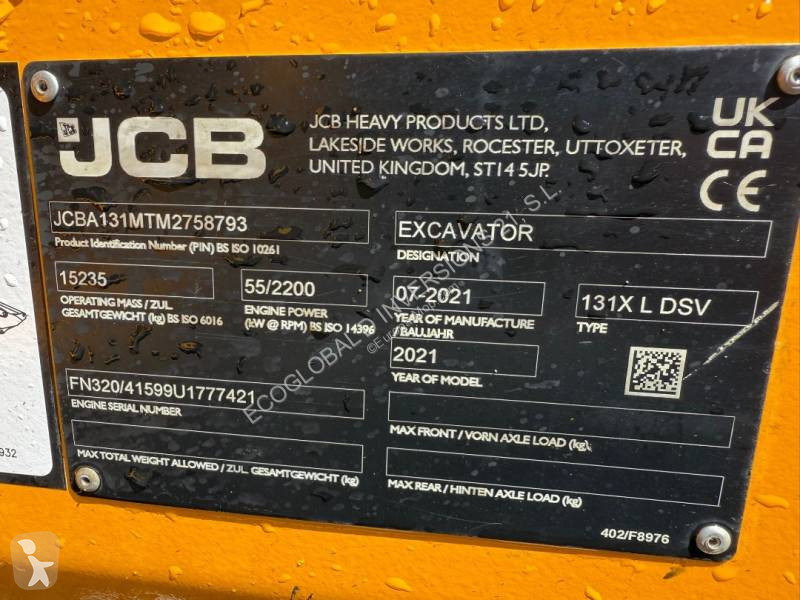 JCB
JCB HEAVY PRODUCTS LTD,
LAKESIDE WORKS, ROCESTER, UTTOXETER,
UNITED KINGDOM, ST14 5JP.
UK
CA
CE
JCBA131MTM2758793
Product Identification Number (PIN) BS ISO 10261
EXCAVATOR
DESIGNATION
15235
OPERATING MASS / ZUL
GESAMTGEWICHT (kg) BS ISO 6016
55/2200
ENGINE POWER
(kW @ RPM) BS ISO 14396
07-2021
YEAR OF MANUFACTURE
/ BAUJAHR
131X L DSV
TYPE
2021
YEAR OF MODEL
FN320/41599U1777421
ENGINE SERIAL NUMBER
MAX FRONT / VORN AXLE LOAD (kg)
MAX TOTAL WEIGHT ALLOWED / ZUL GESAMTGEWICHT (kg)
MAX REAR / HINTEN AXLE LOAD (kg)
402/F8976
932
ECOGLOBAL D INVERSIONS 21, S.L.